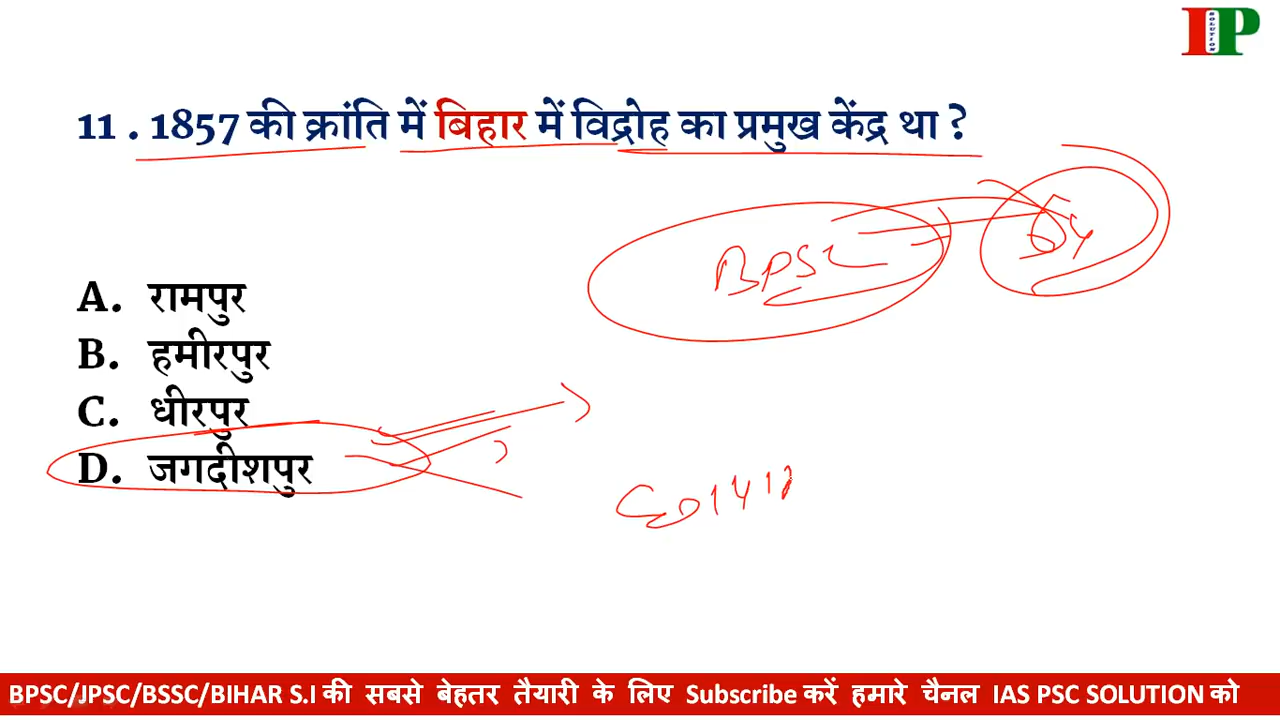 I SOLUTION P
11 . 1857 की क्रांति में बिहार में विद्रोह का प्रमुख केंद्र था ?
BPSC
A. रामपुर
B. हमीरपुर
C. धीरपुर
D. जगदीशपुर
BPSC/JPSC/BSSC/BIHAR S.I की सबसे बेहतर तैयारी के लिए Subscribe करें हमारे चैनल IAS PSC SOLUTION को